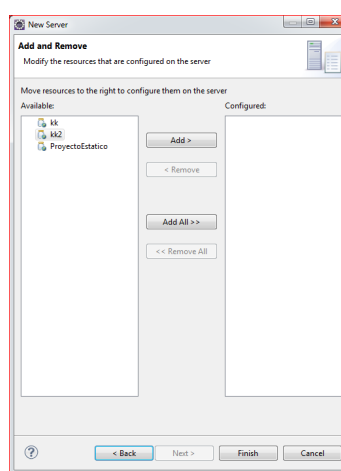 New Server
Add and Remove
Modify the resources that are configured on the server
Move resources to the right to configure them on the server
Available:
Configured:
kk
kk2
ProyectoEstatico
Add >
< Remove
Add All >>
<< Remove All
?
< Back
Next >
Finish
Cancel